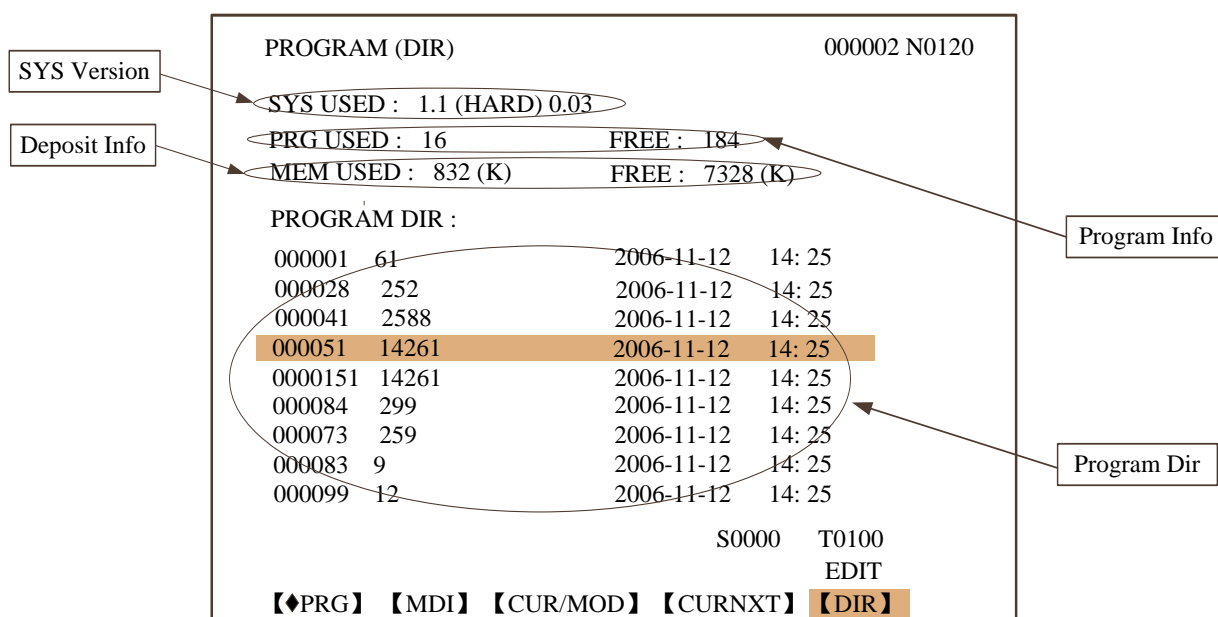 PROGRAM (DIR) 000002 N0120
SYS Version
SYS USED : 1.1 (HARD) 0.03
Deposit Info
PRG USED : 16 FREE : 184
MEM USED : 832 (K) FREE : 7328 (K)
PROGRAM DIR :
Program Info
000001 61 2006-11-12 14: 25
000028 252 2006-11-12 14: 25
000041 2588 2006-11-12 14: 25
000051 14261 2006-11-12 14: 25
0000151 14261 2006-11-12 14: 25
000084 299 2006-11-12 14: 25
000073 259 2006-11-12 14: 25
000083 9 2006-11-12 14: 25
Program Dir
000099 12 2006-11-12 14: 25
S0000 T0100
EDIT
【♦PRG】 【MDI】 【CUR/MOD】 【CURNXT】 【DIR】